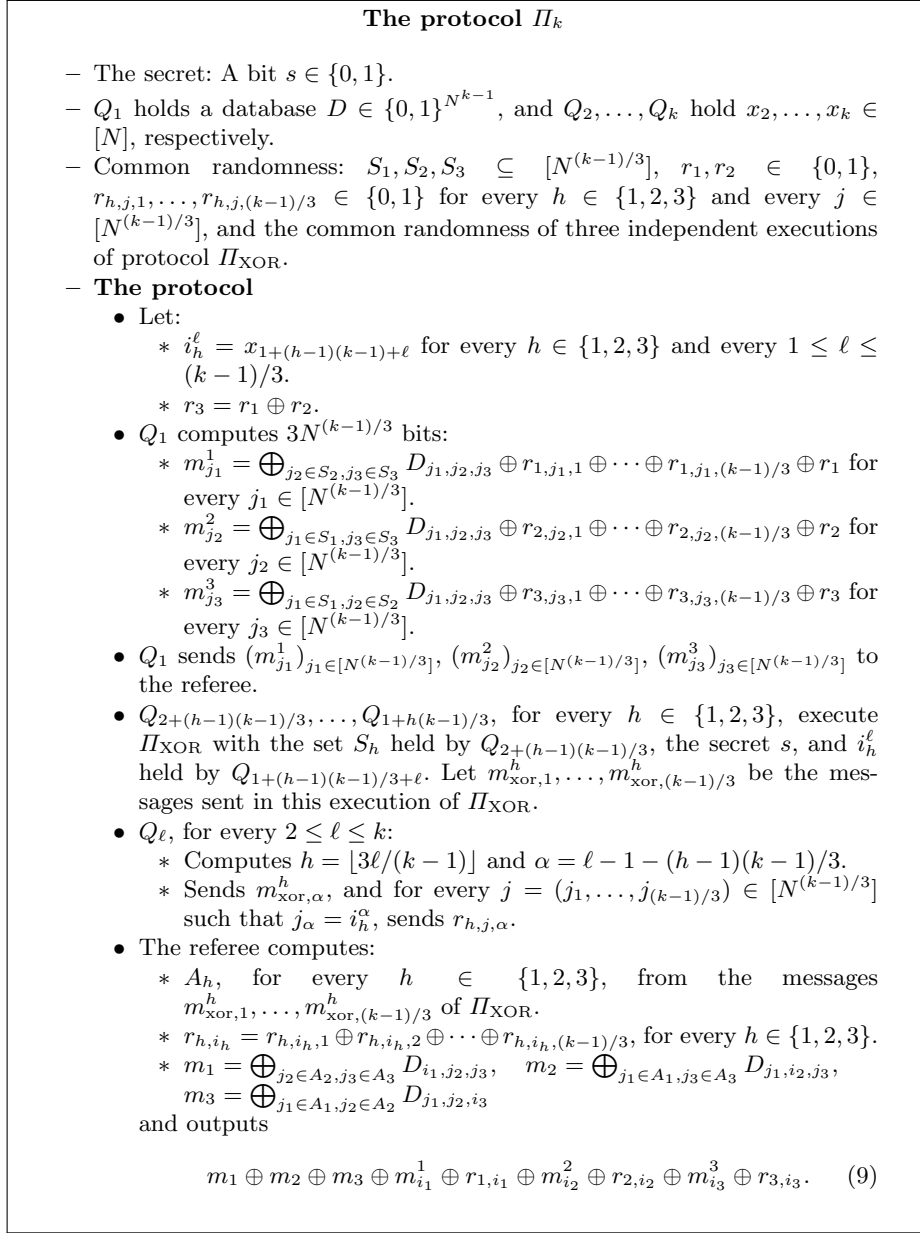 The protocol Π_k
– The secret: A bit s ∈ {0, 1}.
– Q_1 holds a database D ∈ {0, 1}^{N^{k−1}}, and Q_2, . . . , Q_k hold x_2, . . . , x_k ∈
[N], respectively.
– Common randomness: S_1, S_2, S_3 ⊆ [N^{(k−1)/3}], r_1, r_2 ∈ {0, 1},
r_{h,j,1}, . . . , r_{h,j,(k−1)/3} ∈ {0, 1} for every h ∈ {1, 2, 3} and every j ∈
[N^{(k−1)/3}], and the common randomness of three independent executions
of protocol Π_{XOR}.
– The protocol
• Let:
∗ i_h^ℓ = x_{1+(h−1)(k−1)+ℓ} for every h ∈ {1, 2, 3} and every 1 ≤ ℓ ≤
(k − 1)/3.
∗ r_3 = r_1 ⊕ r_2.
• Q_1 computes 3N^{(k−1)/3} bits:
∗ m^1_{j_1} = ⊕_{j_2∈S_2,j_3∈S_3} D_{j_1,j_2,j_3} ⊕ r_{1,j_1,1} ⊕ · · · ⊕ r_{1,j_1,(k−1)/3} ⊕ r_1 for
every j_1 ∈ [N^{(k−1)/3}].
∗ m^2_{j_2} = ⊕_{j_1∈S_1,j_3∈S_3} D_{j_1,j_2,j_3} ⊕ r_{2,j_2,1} ⊕ · · · ⊕ r_{2,j_2,(k−1)/3} ⊕ r_2 for
every j_2 ∈ [N^{(k−1)/3}].
∗ m^3_{j_3} = ⊕_{j_1∈S_1,j_2∈S_2} D_{j_1,j_2,j_3} ⊕ r_{3,j_3,1} ⊕ · · · ⊕ r_{3,j_3,(k−1)/3} ⊕ r_3 for
every j_3 ∈ [N^{(k−1)/3}].
• Q_1 sends (m^1_{j_1})_{j_1∈[N^{(k−1)/3}]}, (m^2_{j_2})_{j_2∈[N^{(k−1)/3}]}, (m^3_{j_3})_{j_3∈[N^{(k−1)/3}]} to
the referee.
• Q_{2+(h−1)(k−1)/3}, . . . , Q_{1+h(k−1)/3}, for every h ∈ {1, 2, 3}, execute
Π_{XOR} with the set S_h held by Q_{2+(h−1)(k−1)/3}, the secret s, and i_h^ℓ
held by Q_{1+(h−1)(k−1)/3+ℓ}. Let m^h_{xor,1}, . . . , m^h_{xor,(k−1)/3} be the mes-
sages sent in this execution of Π_{XOR}.
• Q_ℓ, for every 2 ≤ ℓ ≤ k:
∗ Computes h = ⌊3ℓ/(k − 1)⌋ and α = ℓ − 1 − (h − 1)(k − 1)/3.
∗ Sends m^h_{xor,α}, and for every j = (j_1, . . . , j_{(k−1)/3}) ∈ [N^{(k−1)/3}]
such that j_α = i_h^α, sends r_{h,j,α}.
• The referee computes:
∗ A_h, for every h ∈ {1, 2, 3}, from the messages
m^h_{xor,1}, . . . , m^h_{xor,(k−1)/3} of Π_{XOR}.
∗ r_{h,i_h} = r_{h,i_h,1} ⊕ r_{h,i_h,2} ⊕ · · · ⊕ r_{h,i_h,(k−1)/3}, for every h ∈ {1, 2, 3}.
∗ m_1 = ⊕_{j_2∈A_2,j_3∈A_3} D_{i_1,j_2,j_3}, m_2 = ⊕_{j_1∈A_1,j_3∈A_3} D_{j_1,i_2,j_3},
m_3 = ⊕_{j_1∈A_1,j_2∈A_2} D_{j_1,j_2,i_3}
and outputs
m_1 ⊕ m_2 ⊕ m_3 ⊕ m^1_{i_1} ⊕ r_{1,i_1} ⊕ m^2_{i_2} ⊕ r_{2,i_2} ⊕ m^3_{i_3} ⊕ r_{3,i_3}. (9)